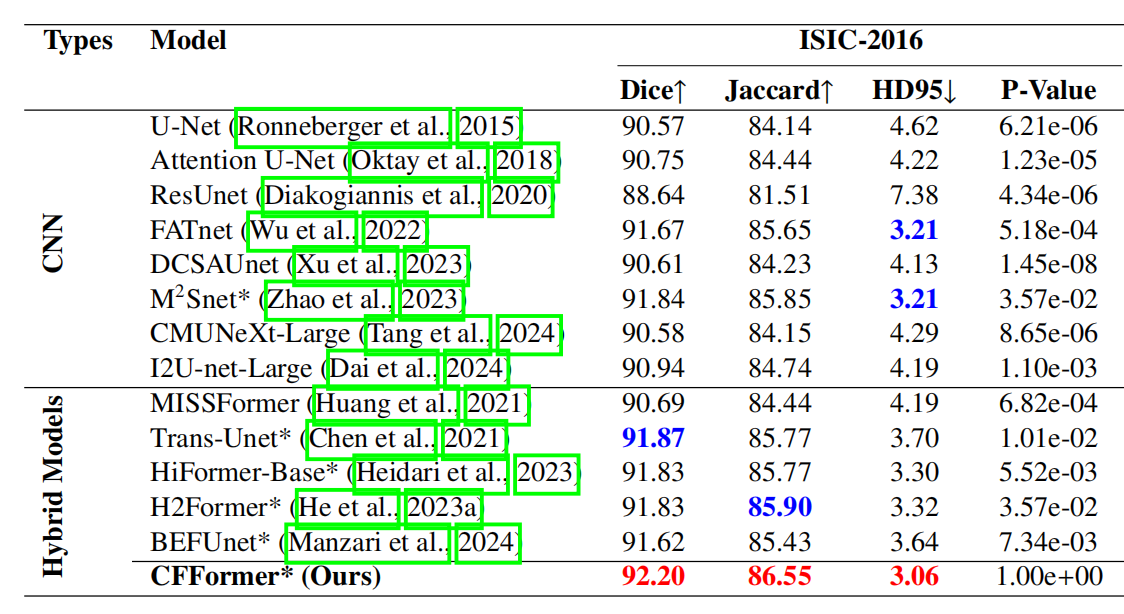 Types Model ISIC-2016
Dice↑ Jaccard↑ HD95↓ P-Value
CNN
U-Net (Ronneberger et al., 2015) 90.57 84.14 4.62 6.21e-06
Attention U-Net (Oktay et al., 2018) 90.75 84.44 4.22 1.23e-05
ResUnet (Diakogiannis et al., 2020) 88.64 81.51 7.38 4.34e-06
FATnet (Wu et al., 2022) 91.67 85.65 3.21 5.18e-04
DCSAUnet (Xu et al., 2023) 90.61 84.23 4.13 1.45e-08
M²Snet* (Zhao et al., 2023) 91.84 85.85 3.21 3.57e-02
CMUNeXt-Large (Tang et al., 2024) 90.58 84.15 4.29 8.65e-06
I2U-net-Large (Dai et al., 2024) 90.94 84.74 4.19 1.10e-03
Hybrid Models
MISSFormer (Huang et al., 2021) 90.69 84.44 4.19 6.82e-04
Trans-Unet* (Chen et al., 2021) 91.87 85.77 3.70 1.01e-02
HiFormer-Base* (Heidari et al., 2023) 91.83 85.77 3.30 5.52e-03
H2Former* (He et al., 2023a) 91.83 85.90 3.32 3.57e-02
BEFUnet* (Manzari et al., 2024) 91.62 85.43 3.64 7.34e-03
CFFormer* (Ours) 92.20 86.55 3.06 1.00e+00